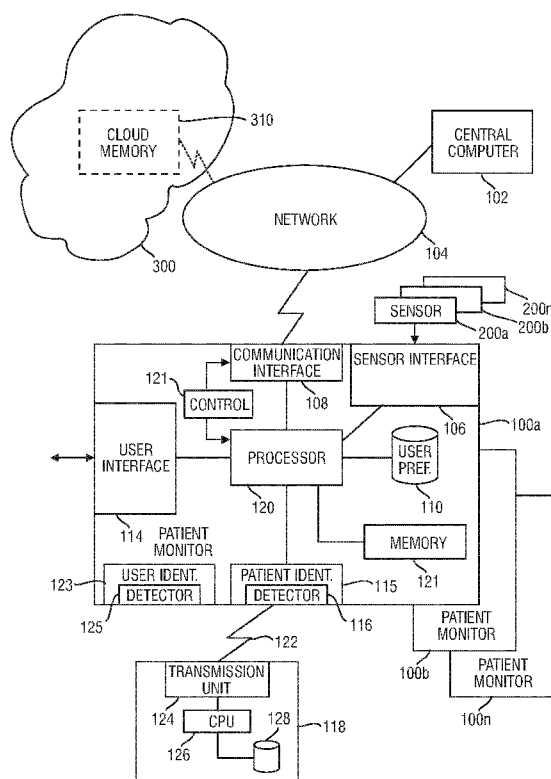 310
CLOUD
MEMORY
CENTRAL
COMPUTER
102
NETWORK
104
300
200n
200b
SENSOR
200a
COMMUNICATION
INTERFACE
SENSOR INTERFACE
121
108
CONTROL
106
100a
USER
INTERFACE
PROCESSOR
USER
PREF.
120
110
114
PATIENT
MONITOR
MEMORY
121
123
USER IDENT.
PATIENT IDENT.
115
125
DETECTOR
DETECTOR
116
122
PATIENT
MONITOR
100b
PATIENT
MONITOR
100n
TRANSMISSION
UNIT
124
CPU
128
118
126